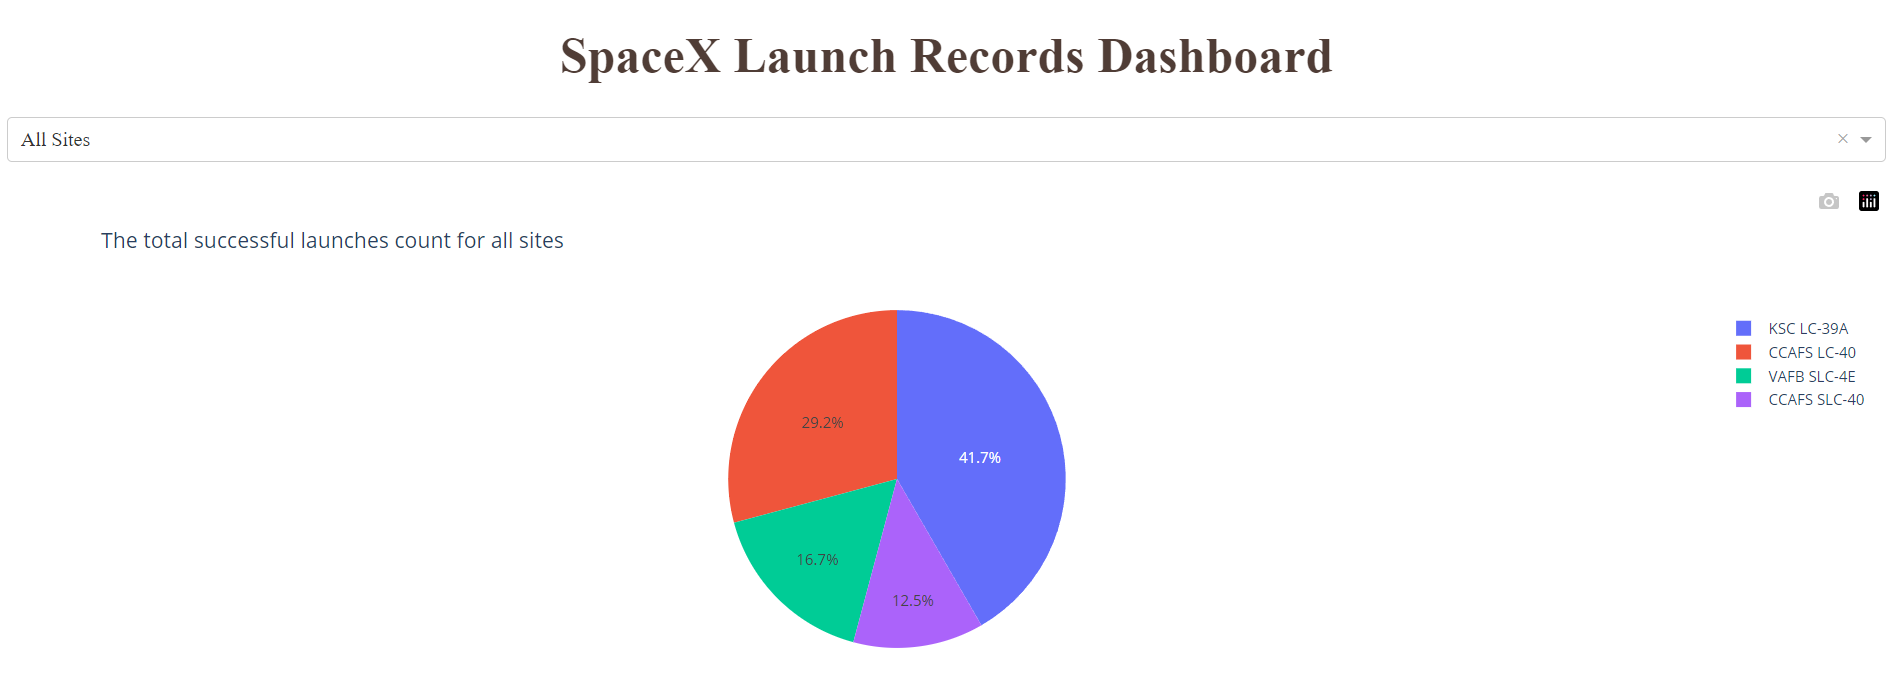 SpaceX Launch Records Dashboard
All Sites
The total successful launches count for all sites
KSC LC-39A
CCAFS LC-40
VAFB SLC-4E
CCAFS SLC-40
29.2%
41.7%
16.7%
12.5%